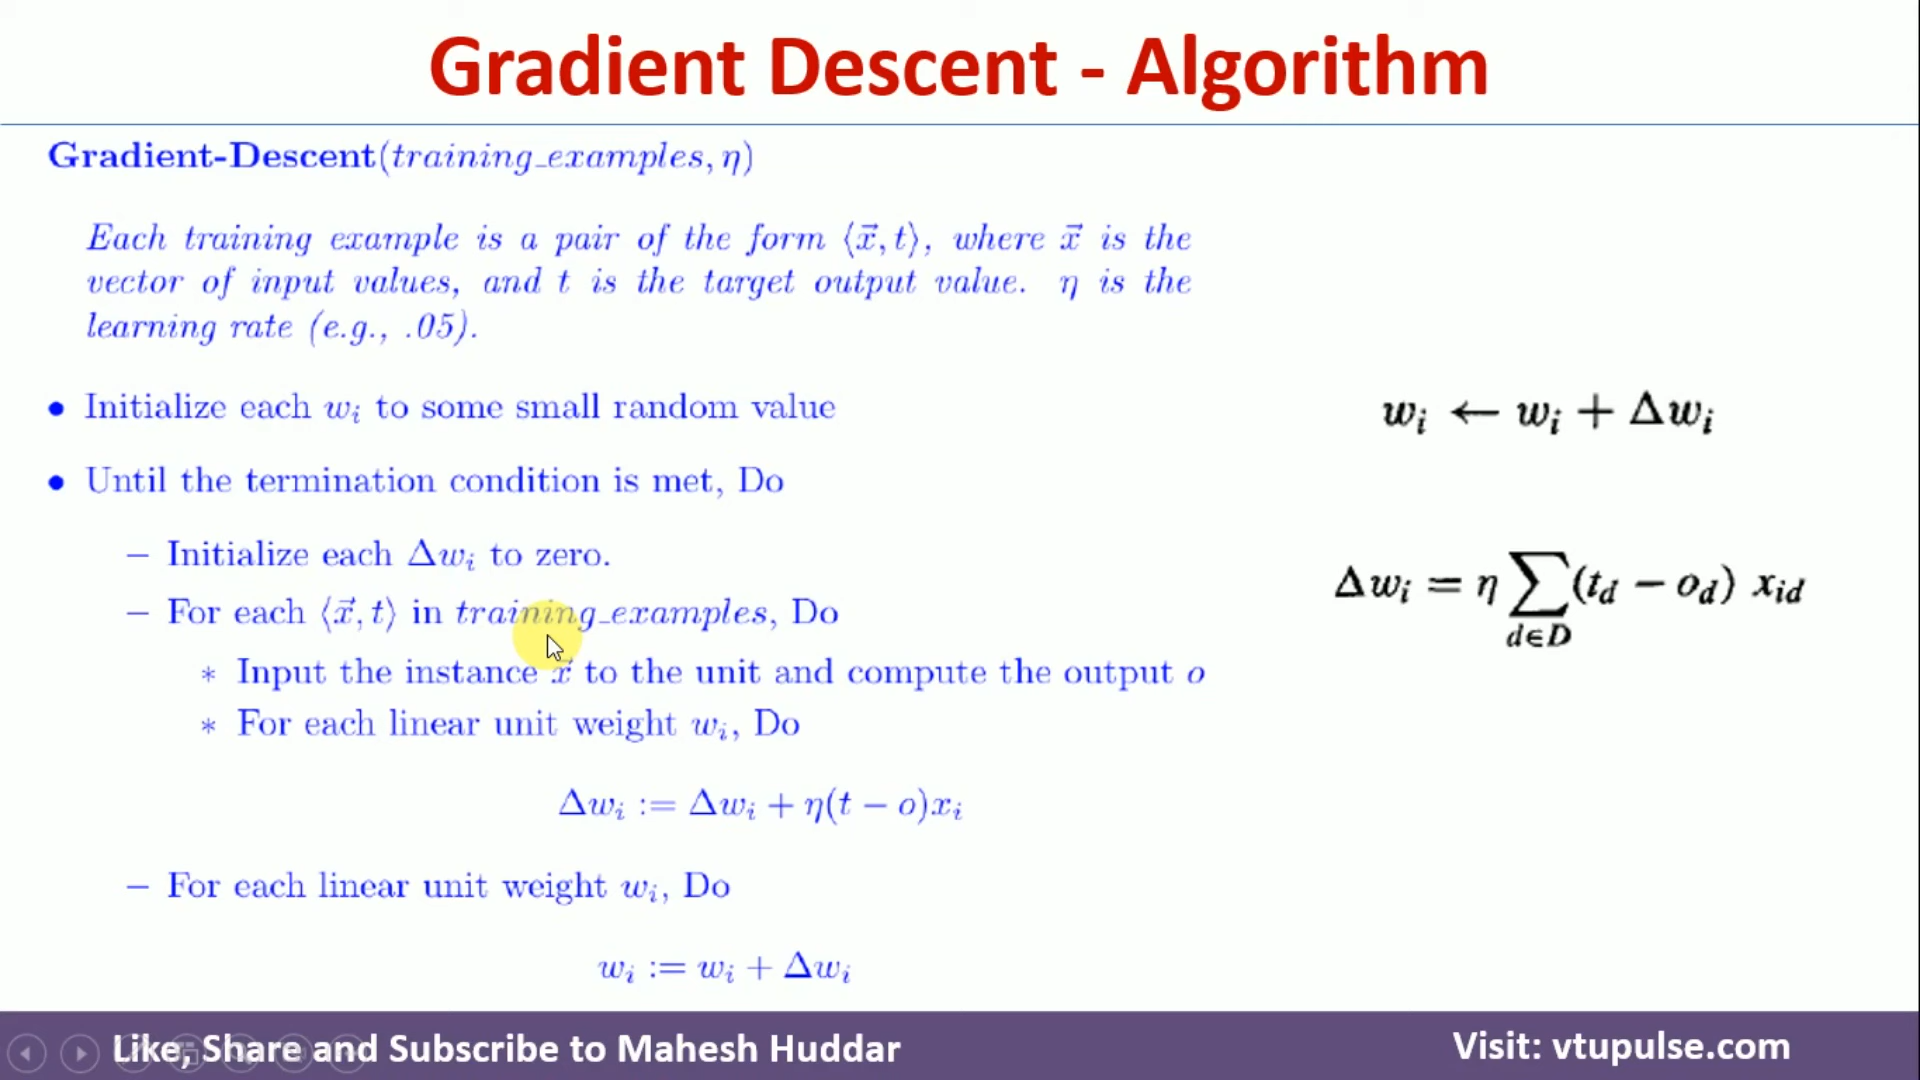 Gradient Descent - Algorithm
Gradient-Descent(training_examples, η)
Each training example is a pair of the form ⟨x⃗, t⟩, where x⃗ is the
vector of input values, and t is the target output value. η is the
learning rate (e.g., .05).
• Initialize each wᵢ to some small random value
• Until the termination condition is met, Do
– Initialize each Δwᵢ to zero.
– For each ⟨x⃗, t⟩ in training_examples, Do
* Input the instance x⃗ to the unit and compute the output o
* For each linear unit weight wᵢ, Do
Δwᵢ := Δwᵢ + η(t − o)xᵢ
– For each linear unit weight wᵢ, Do
wᵢ := wᵢ + Δwᵢ
wᵢ ← wᵢ + Δwᵢ
Δwᵢ = η ∑_{d∈D} (t_d − o_d) x_{id}
Like, Share and Subscribe to Mahesh Huddar
Visit: vtupulse.com